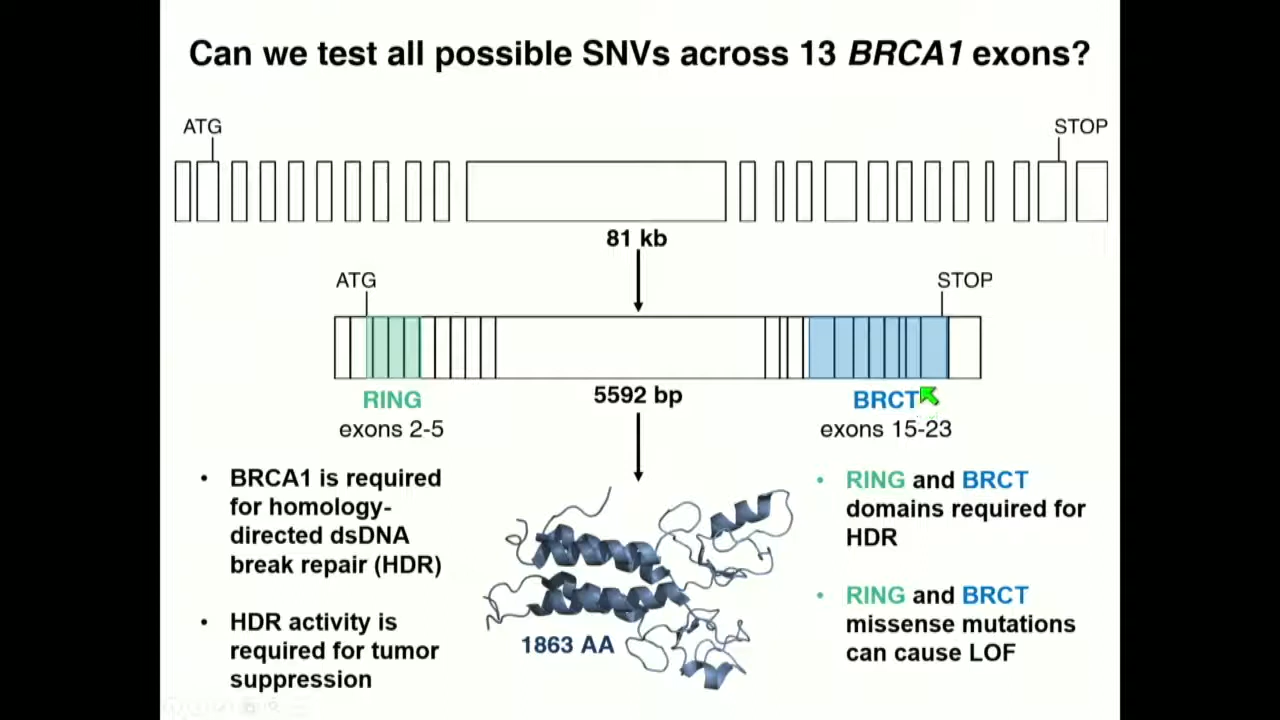 Can we test all possible SNVs across 13 BRCA1 exons?
ATG
STOP
81 kb
ATG
STOP
RING
exons 2-5
5592 bp
BRCT
exons 15-23
• BRCA1 is required
for homology-
directed dsDNA
break repair (HDR)
• HDR activity is
required for tumor
suppression
1863 AA
• RING and BRCT
domains required for
HDR
• RING and BRCT
missense mutations
can cause LOF